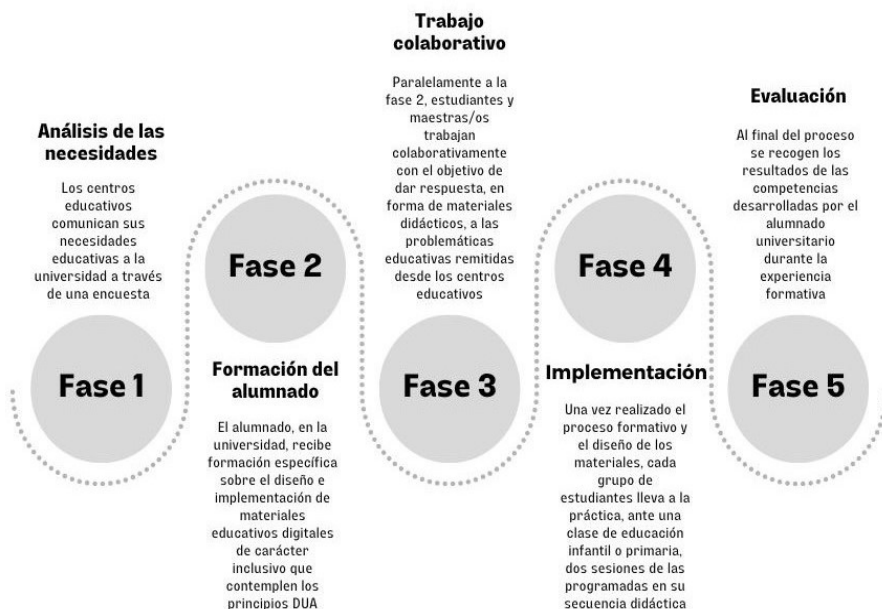 Análisis de las
necesidades
Los centros
educativos
comunican sus
necesidades
educativas a la
universidad a través
de una encuesta
Fase 1
Fase 2
Formación del
alumnado
El alumnado, en la
universidad, recibe
formación específica
sobre el diseño e
implementación de
materiales
educativos digitales
de carácter
inclusivo que
contemplen los
principios DUA
Trabajo
colaborativo
Paralelamente a la
fase 2, estudiantes y
maestras/os
trabajan
colaborativamente
con el objetivo de
dar respuesta, en
forma de materiales
didácticos, a las
problemáticas
educativas remitidas
desde los centros
educativos
Fase 3
Fase 4
Implementación
Una vez realizado el
proceso formativo y
el diseño de los
materiales, cada
grupo de
estudiantes lleva a la
práctica, ante una
clase de educación
infantil o primaria,
dos sesiones de las
programadas en su
secuencia didáctica
Evaluación
Al final del proceso
se recogen los
resultados de las
competencias
desarrolladas por el
alumnado
universitario
durante la
experiencia
formativa
Fase 5